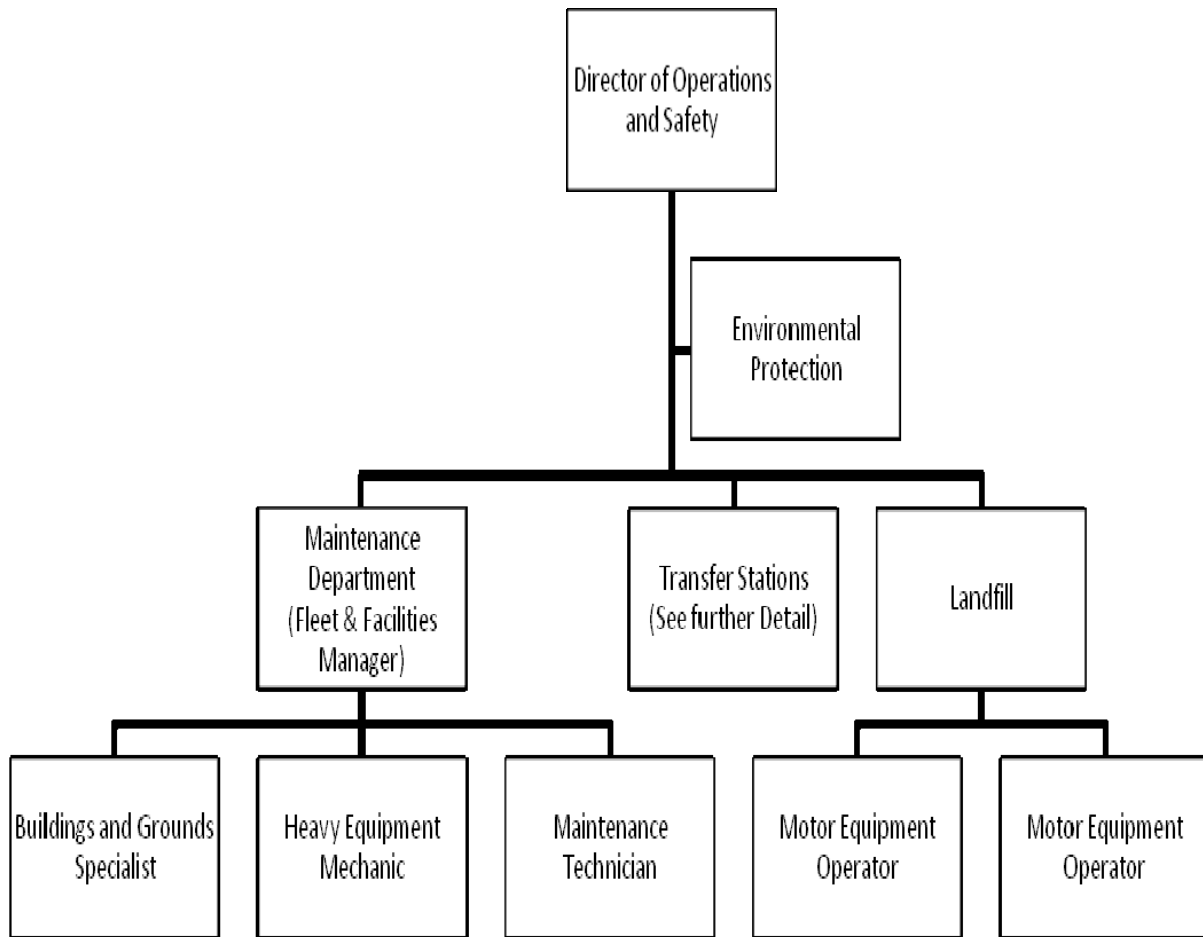 Director of Operations
and Safety
Environmental
Protection
Maintenance
Department
(Fleet & Facilities
Manager)
Transfer Stations
(See further Detail)
Landfill
Buildings and Grounds
Specialist
Heavy Equipment
Mechanic
Maintenance
Technician
Motor Equipment
Operator
Motor Equipment
Operator